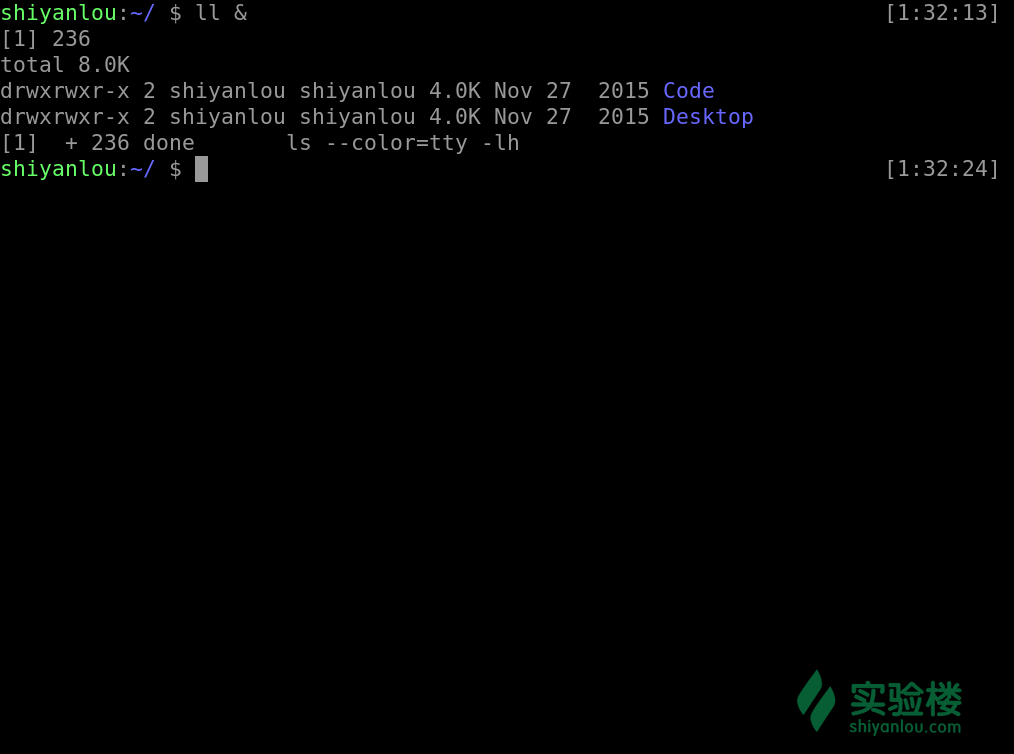 shiyanlou:~/ $ ll & [1:32:13]
[1] 236
total 8.0K
drwxrwxr-x 2 shiyanlou shiyanlou 4.0K Nov 27  2015 Code
drwxrwxr-x 2 shiyanlou shiyanlou 4.0K Nov 27  2015 Desktop
[1]  + 236 done       ls --color=tty -lh
shiyanlou:~/ $ [1:32:24]
实验楼
shiyanlou.com